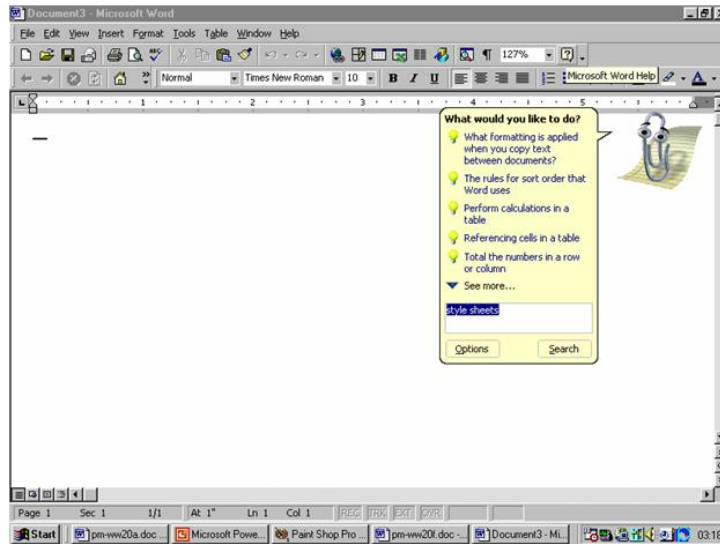 Document3 - Microsoft Word
File Edit View Insert Format Tools Table Window Help
127%
Normal Times New Roman 10 B I U Microsoft Word Help A
1 2 3 4 5
What would you like to do?
What formatting is applied
when you copy text
between documents?
The rules for sort order that
Word uses
Perform calculations in a
table
Referencing cells in a table
Total the numbers in a row
or column
See more...
style sheets
Options Search
Page 1 Sec 1 1/1 At 1" Ln 1 Col 1 REC TRK EXT OVR
Start pm-ww20a.doc ... Microsoft Powe... Paint Shop Pro ... pm-ww20f.doc -... Document3 - Mi... 03:18